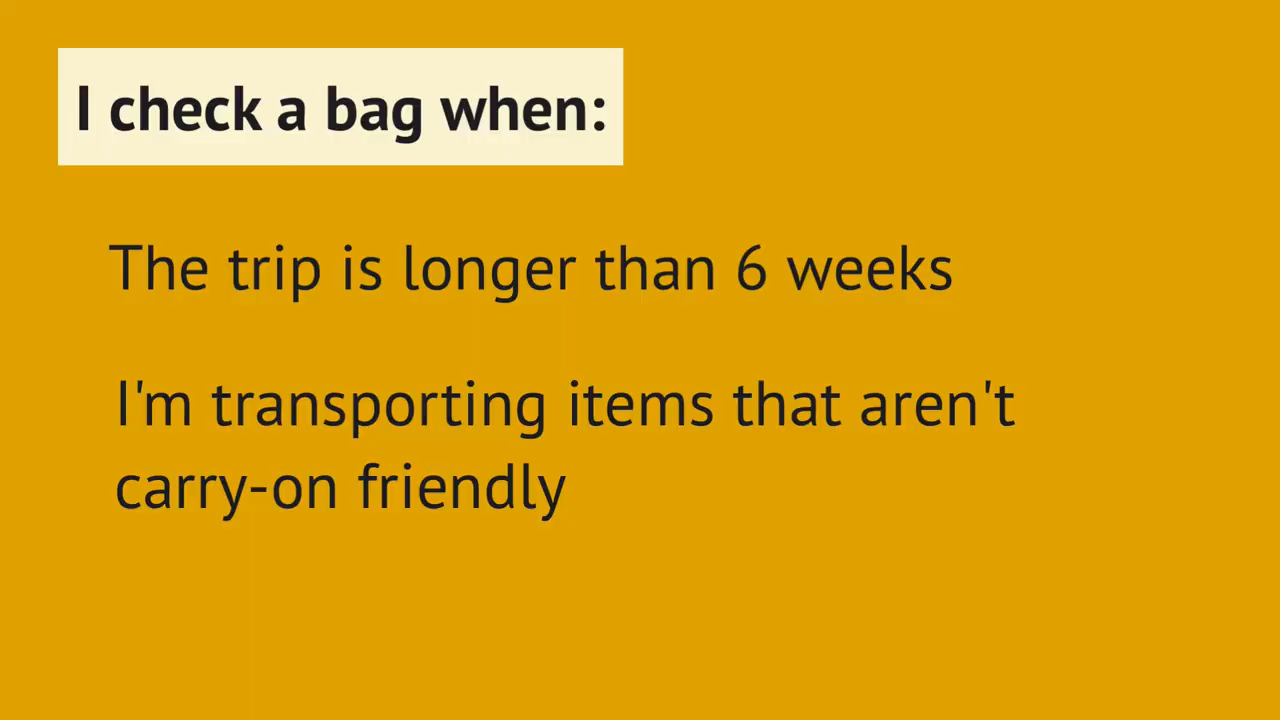 I check a bag when:
The trip is longer than 6 weeks
I'm transporting items that aren't
carry-on friendly